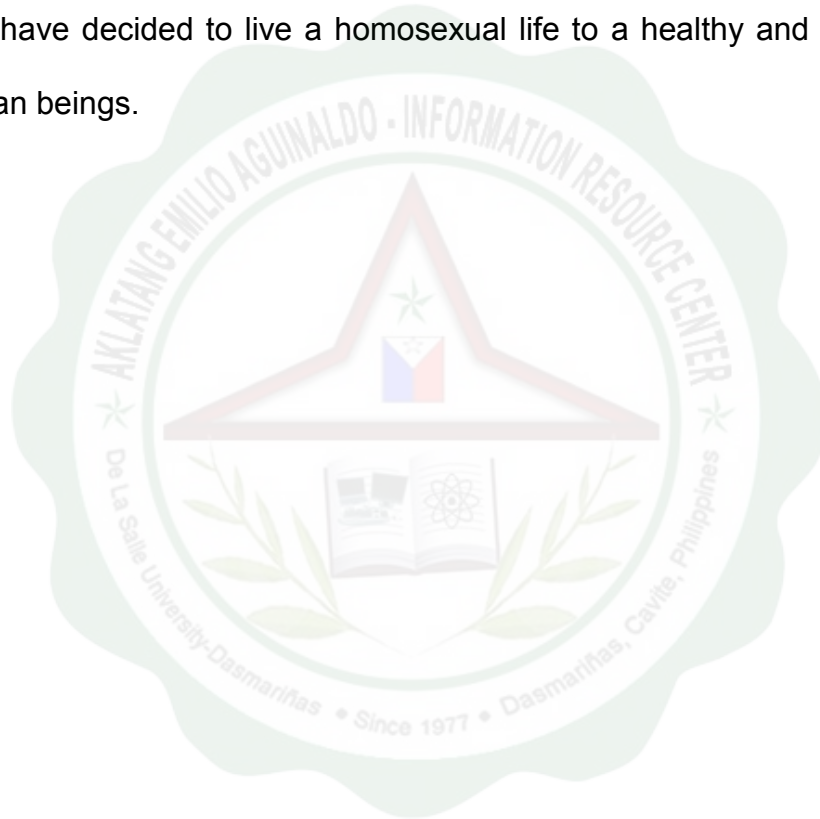 have decided to live a homosexual life to a healthy and
an beings.
AKLATANG EMILIO AGUINALDO - INFORMATION RESOURCE CENTER
De La Salle University-Dasmariñas • Since 1977 • Dasmariñas, Cavite, Philippines